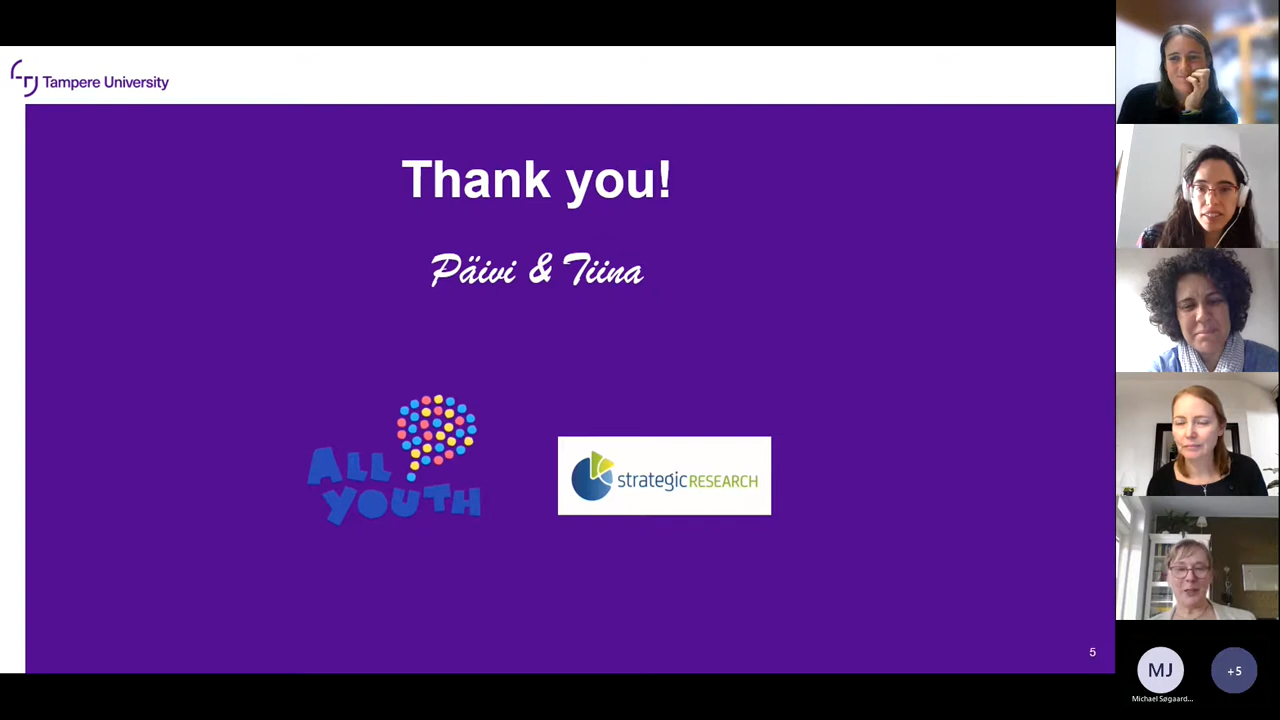 Tampere University
Thank you!
Päivi & Tiina
ALL
YOUTH
strategicRESEARCH
5
MJ
+5
Michael Søgaard...